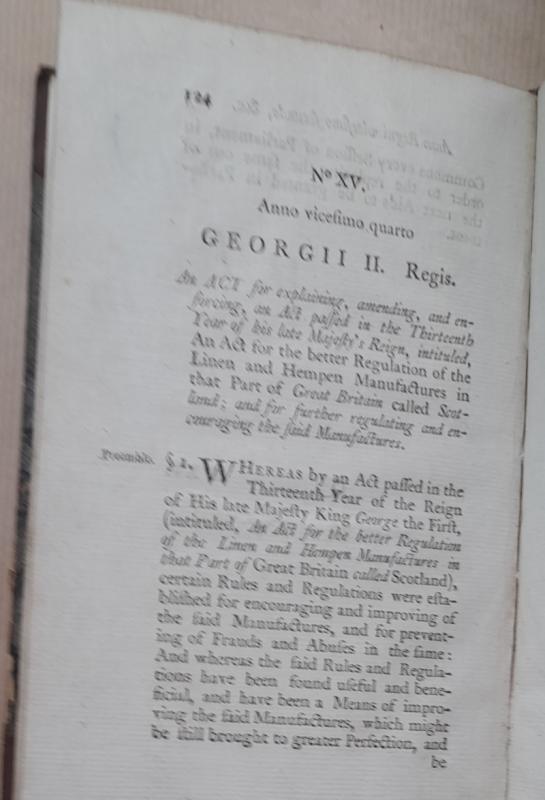 124
Nº XV.
Anno vicesimo quarto
GEORGII II. Regis.
An ACT for explaining, amending, and en-
forcing, an Act passed in the Thirteenth
Year of his late Majesty's Reign, intituled,
An Act for the better Regulation of the
Linen and Hempen Manufactures in
that Part of Great Britain called Scot-
land; and for further regulating and en-
couraging the said Manufactures.
Preamble.
§ 1. WHEREAS by an Act passed in the
Thirteenth Year of the Reign
of His late Majesty King George the First,
(intituled, An Act for the better Regulation
of the Linen and Hempen Manufactures in
that Part of Great Britain called Scotland),
certain Rules and Regulations were esta-
blished for encouraging and improving of
the said Manufactures, and for prevent-
ing of Frauds and Abuses in the same:
And whereas the said Rules and Regula-
tions have been found useful and bene-
ficial, and have been a Means of impro-
ving the said Manufactures, which might
be still brought to greater Perfection, and
be